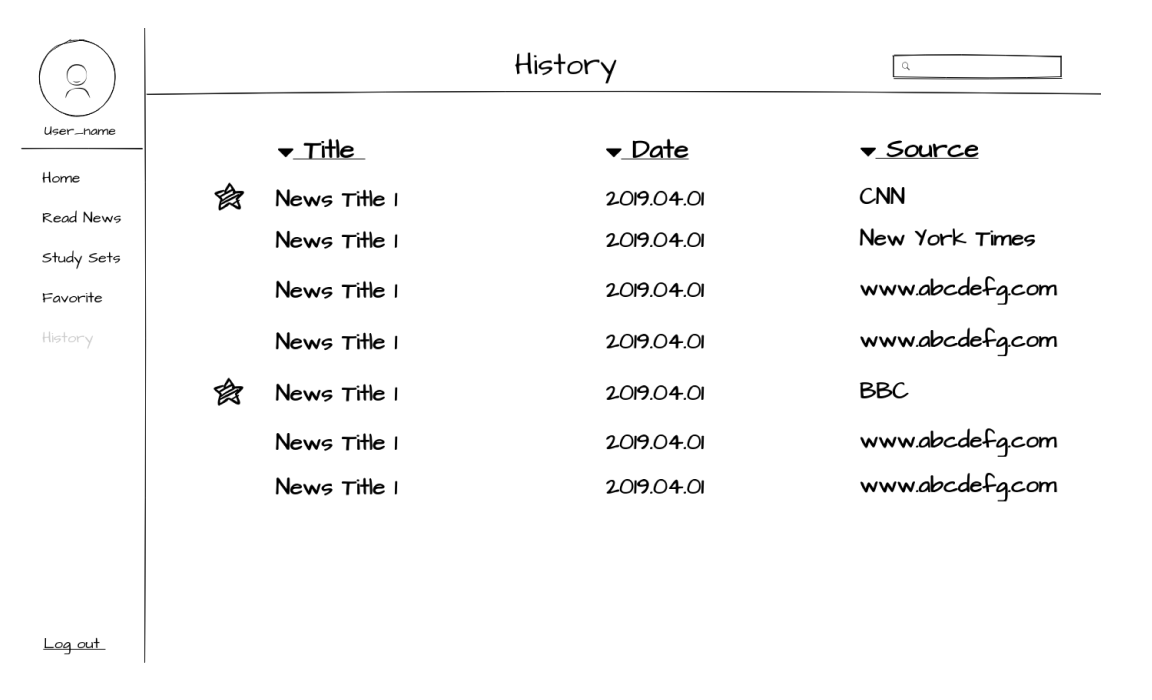 History
User_name
Home
Read News
Study Sets
Favorite
History
Log out
Title Date Source
News Title 1 2019.04.01 CNN
News Title 1 2019.04.01 New York Times
News Title 1 2019.04.01 www.abcdefg.com
News Title 1 2019.04.01 www.abcdefg.com
News Title 1 2019.04.01 BBC
News Title 1 2019.04.01 www.abcdefg.com
News Title 1 2019.04.01 www.abcdefg.com